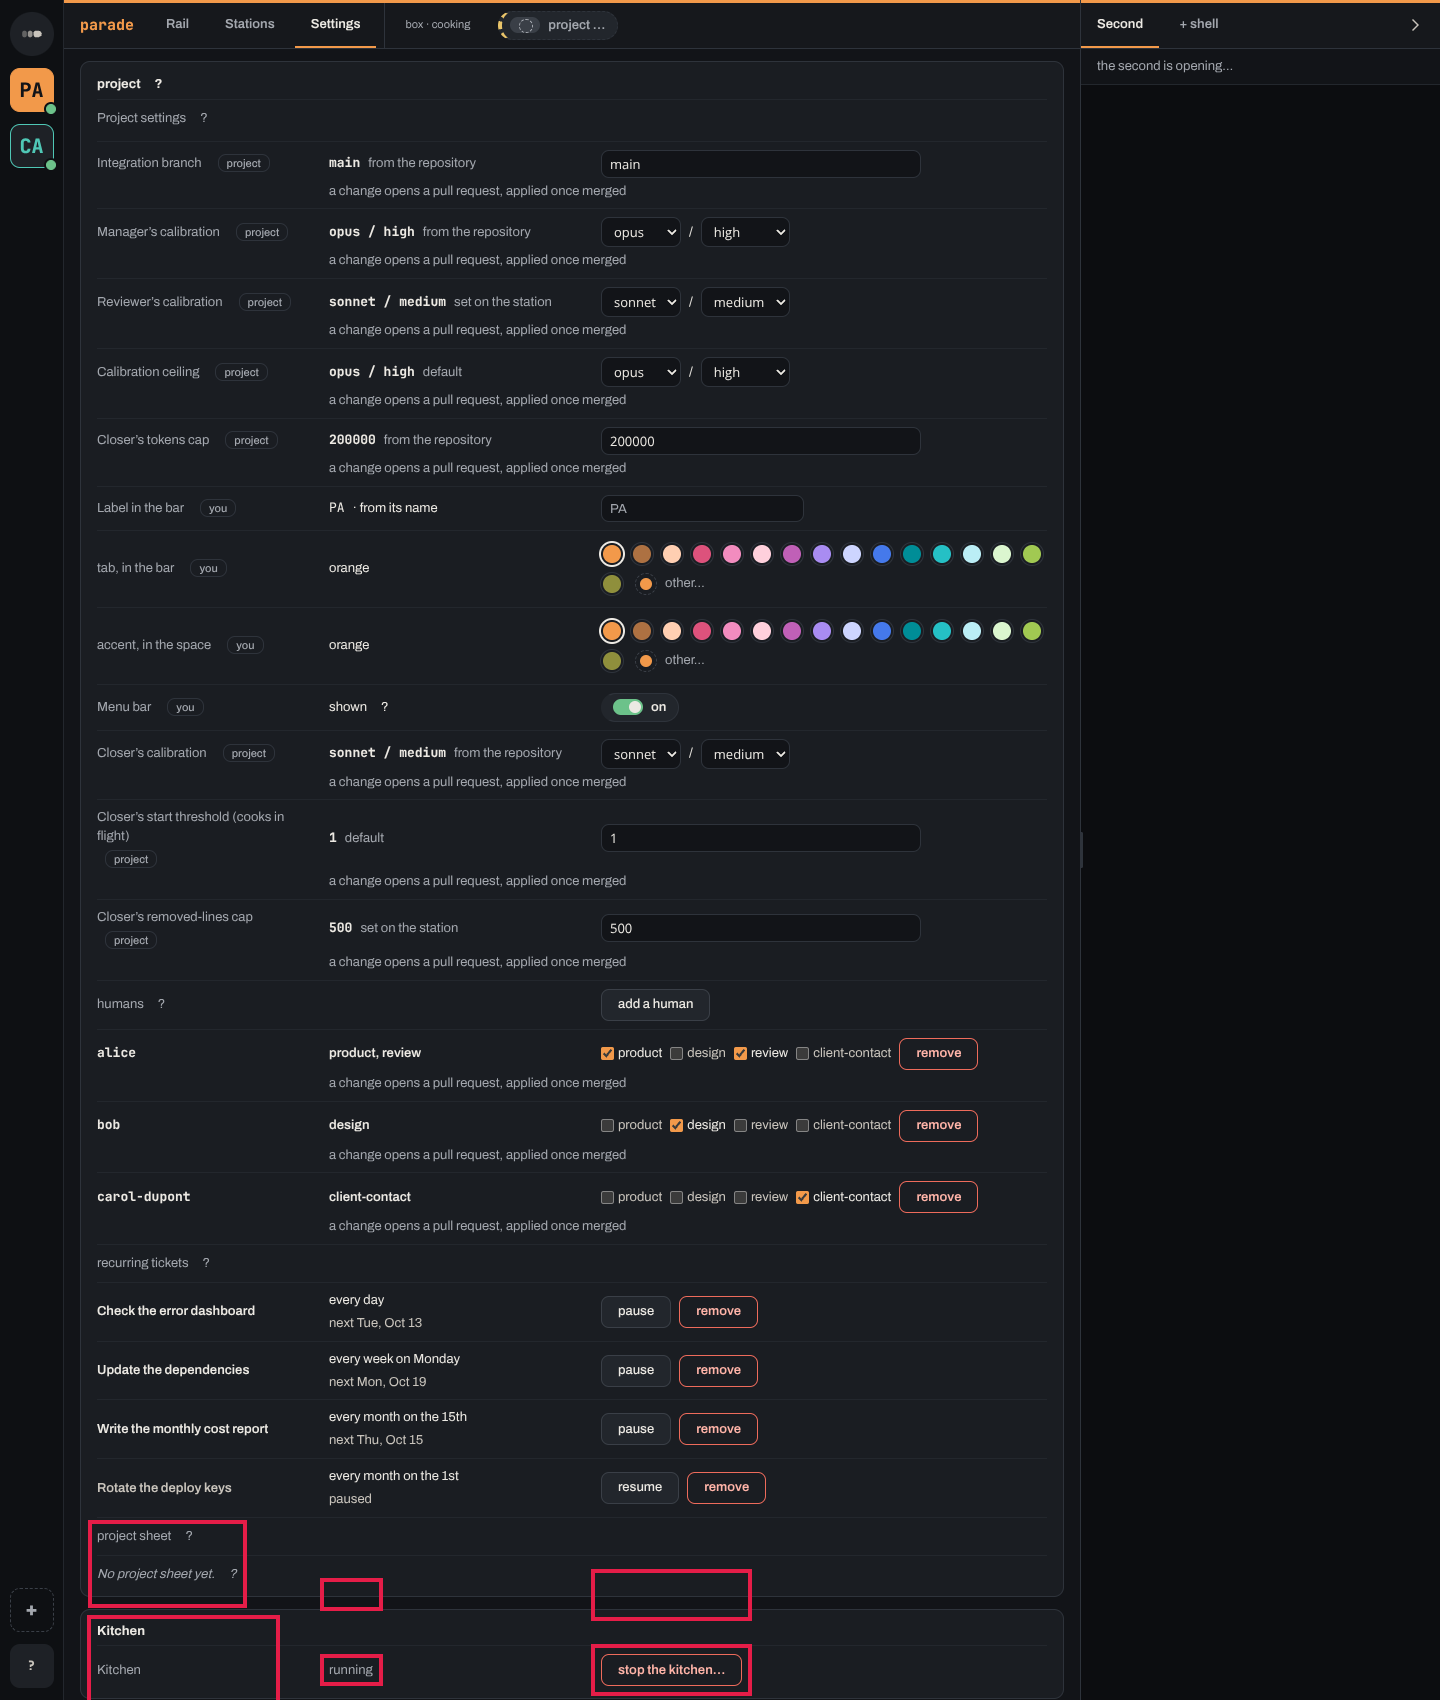 parade Rail Stations Settings box · cooking project ... Second + shell
PA
CA
the second is opening...
project ?
Project settings ?
Integration branch project main from the repository main
a change opens a pull request, applied once merged
Manager's calibration project opus / high from the repository opus / high
a change opens a pull request, applied once merged
Reviewer's calibration project sonnet / medium set on the station sonnet / medium
a change opens a pull request, applied once merged
Calibration ceiling project opus / high default opus / high
a change opens a pull request, applied once merged
Closer's tokens cap project 200000 from the repository 200000
a change opens a pull request, applied once merged
Label in the bar you PA · from its name PA
tab, in the bar you orange
other...
accent, in the space you orange
other...
Menu bar you shown ? on
Closer's calibration project sonnet / medium from the repository sonnet / medium
a change opens a pull request, applied once merged
Closer's start threshold (cooks in
flight)
project
1 default 1
a change opens a pull request, applied once merged
Closer's removed-lines cap
project
500 set on the station 500
a change opens a pull request, applied once merged
humans ? add a human
alice product, review product design review client-contact remove
a change opens a pull request, applied once merged
bob design product design review client-contact remove
a change opens a pull request, applied once merged
carol-dupont client-contact product design review client-contact remove
a change opens a pull request, applied once merged
recurring tickets ?
Check the error dashboard every day
next Tue, Oct 13
pause remove
Update the dependencies every week on Monday
next Mon, Oct 19
pause remove
Write the monthly cost report every month on the 15th
next Thu, Oct 15
pause remove
Rotate the deploy keys every month on the 1st
paused
resume remove
project sheet ?
No project sheet yet. ?
Kitchen
Kitchen running stop the kitchen...
+
?